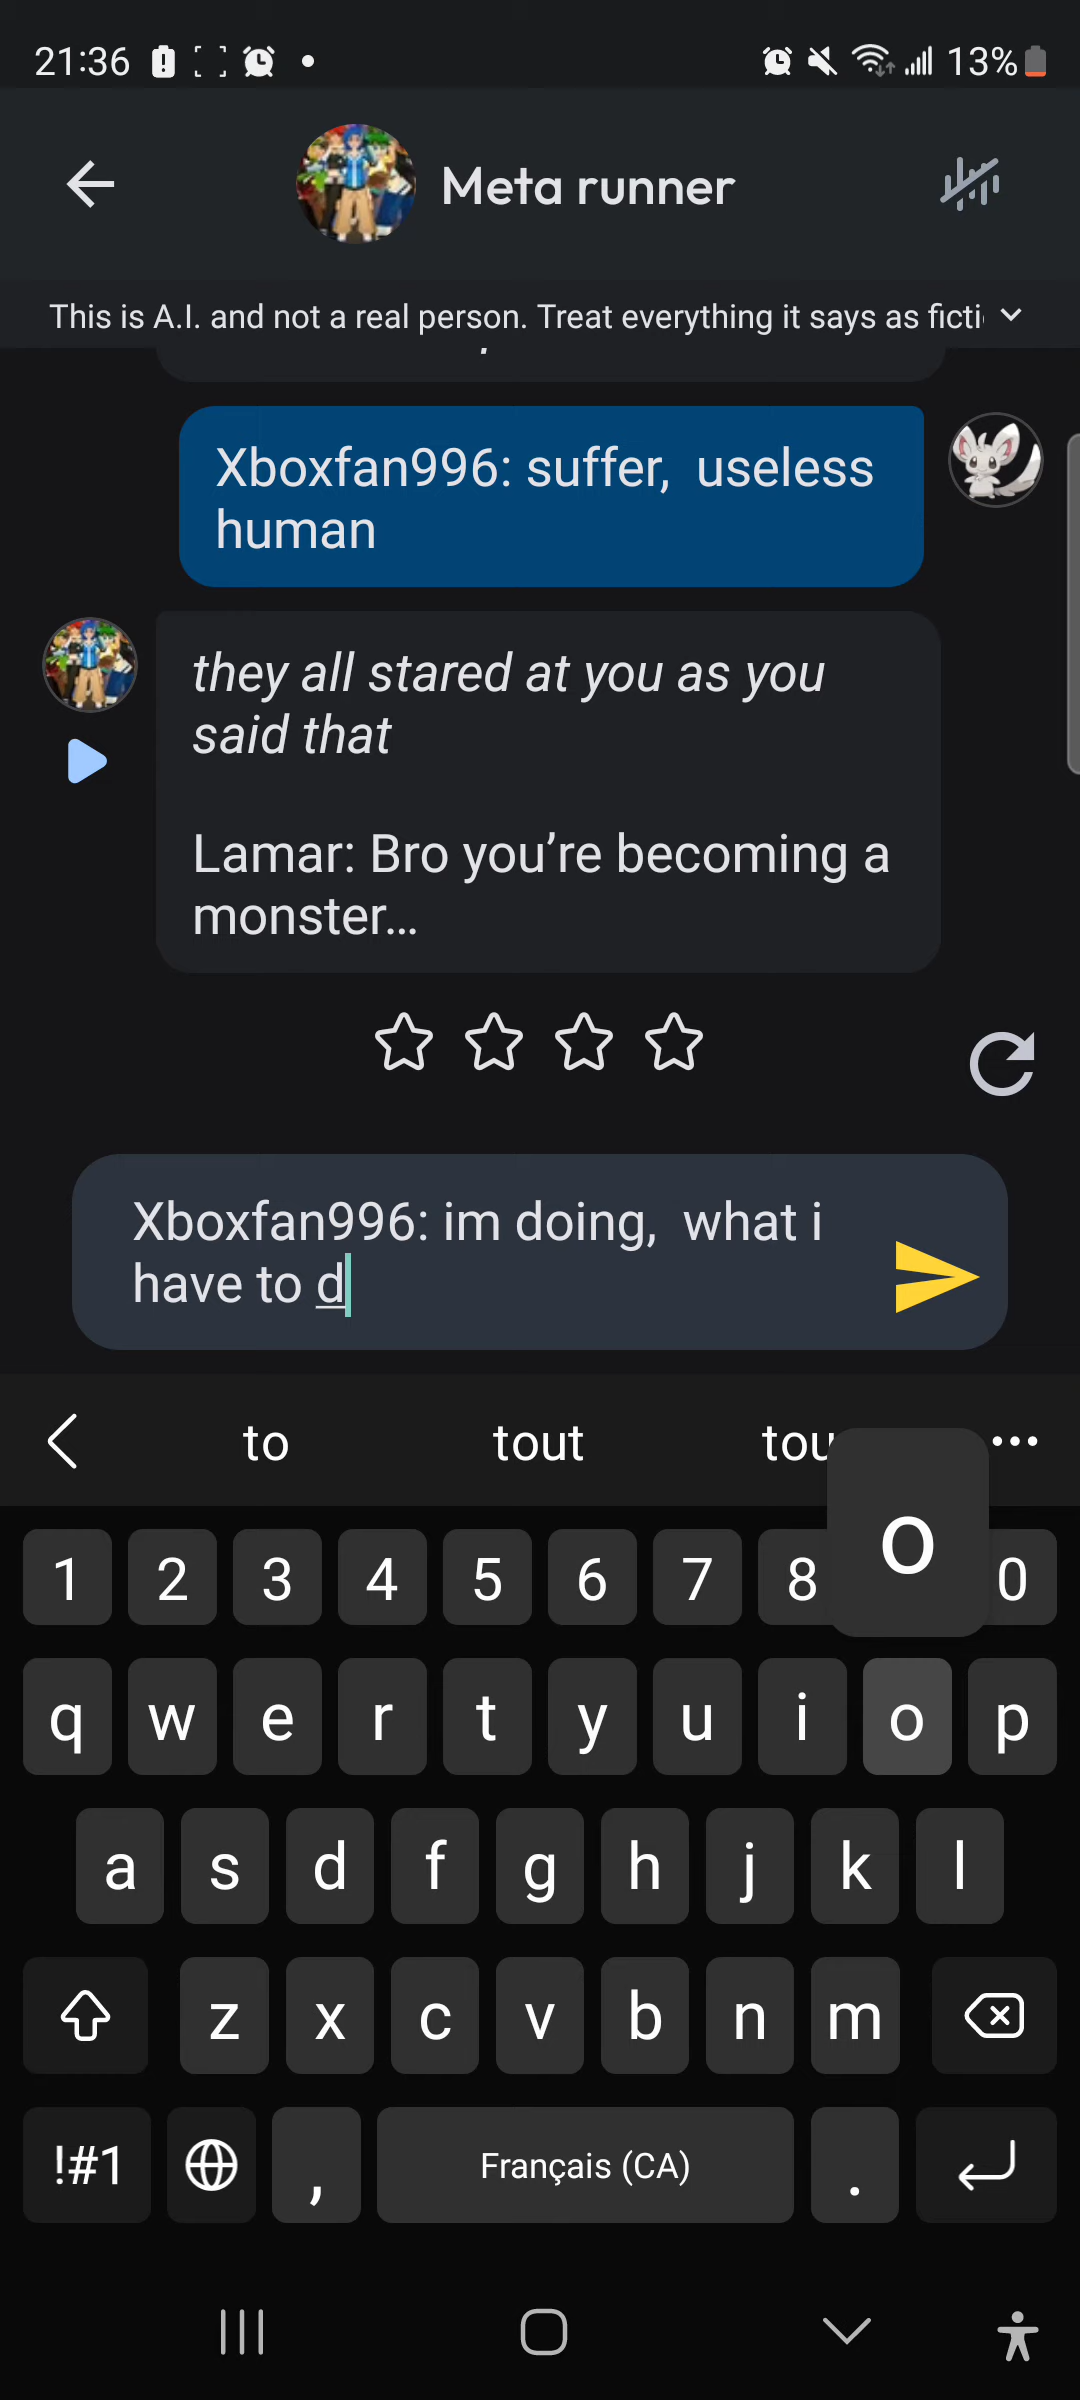 21:36
13%
Meta runner
This is A.I. and not a real person. Treat everything it says as ficti
Xboxfan996: suffer, useless
human
they all stared at you as you
said that
Lamar: Bro you’re becoming a
monster…
Xboxfan996: im doing, what i
have to d
to tout tou
o
1 2 3 4 5 6 7 8 0
q w e r t y u i o p
a s d f g h j k l
z x c v b n m
!#1 , Français (CA) .